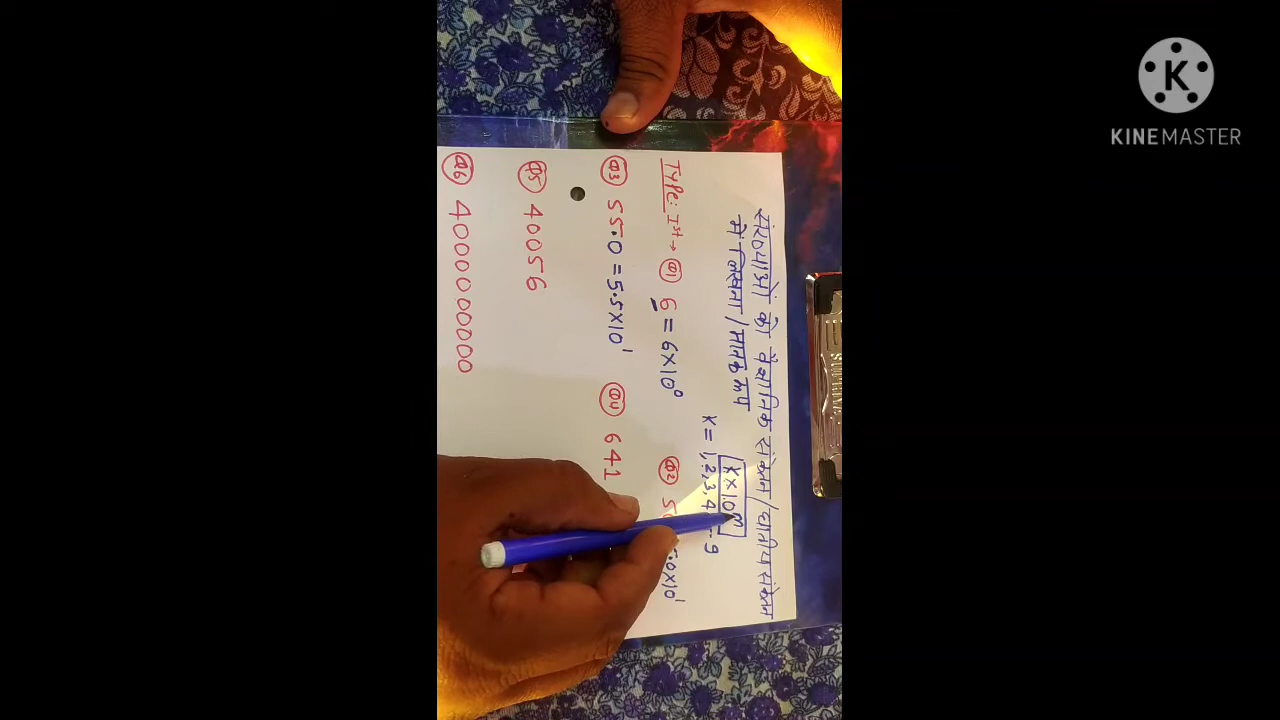 संख्याओं को वैज्ञानिक संकेतन/घातीय संकेतन
में लिखना/मानक रूप
K×10ⁿ
K = 1,2,3,4 9
Type: Ist → Q1 6 = 6×10⁰
Q2 5.0×10¹
Q3 55.0 = 5.5×10¹
Q4 641
Q5 40056
Q6 4000000000
K
KINEMASTER